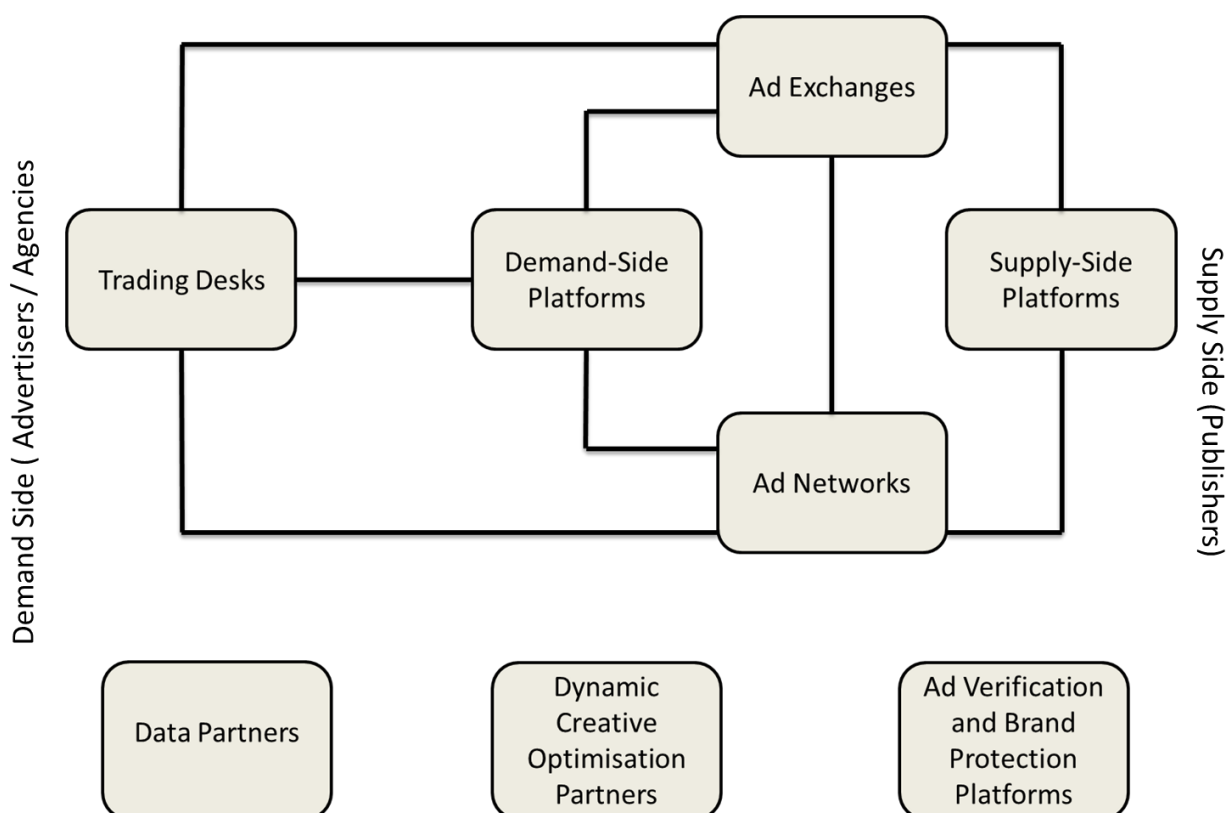 Ad Exchanges
Demand Side ( Advertisers / Agencies
Trading Desks
Demand-Side
Platforms
Supply-Side
Platforms
Supply Side (Publishers)
Ad Networks
Data Partners
Dynamic
Creative
Optimisation
Partners
Ad Verification
and Brand
Protection
Platforms